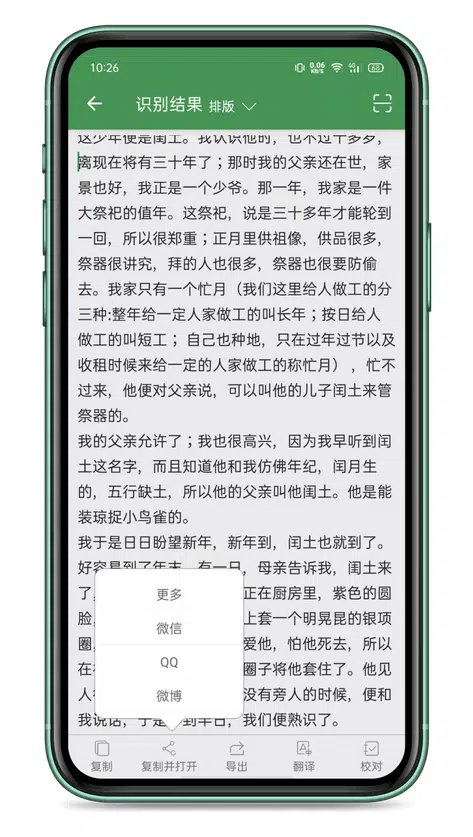 10:26
0.06
KB/S
4G
68
识别结果 排版
这少年便是闰土。我认识他时，也不过十多岁，
离现在将有三十年了；那时我的父亲还在世，家
景也好，我正是一个少爷。那一年，我家是一件
大祭祀的值年。这祭祀，说是三十多年才能轮到
一回，所以很郑重；正月里供祖像，供品很多，
祭器很讲究，拜的人也很多，祭器也很要防偷
去。我家只有一个忙月（我们这里给人做工的分
三种:整年给一定人家做工的叫长年；按日给人
做工的叫短工； 自己也种地，只在过年过节以及
收租时候来给一定的人家做工的称忙月），忙不
过来，他便对父亲说，可以叫他的儿子闰土来管
祭器的。
我的父亲允许了；我也很高兴，因为我早听到闰
土这名字，而且知道他和我仿佛年纪，闰月生
的，五行缺土，所以他的父亲叫他闰土。他是能
装琼捉小鸟雀的。
我于是日日盼望新年，新年到，闰土也就到了。
好容易到了年末，有一日，母亲告诉我，闰土来
了 正在厨房里，紫色的圆
脸 上套一个明晃昆的银项
圈 爱他，怕他死去，所以
在 圈子将他套住了。他见
人 没有旁人的时候，便和
我说话，于是 到半日，我们便熟识了。
更多
微信
QQ
微博
复制
复制并打开
导出
翻译
校对